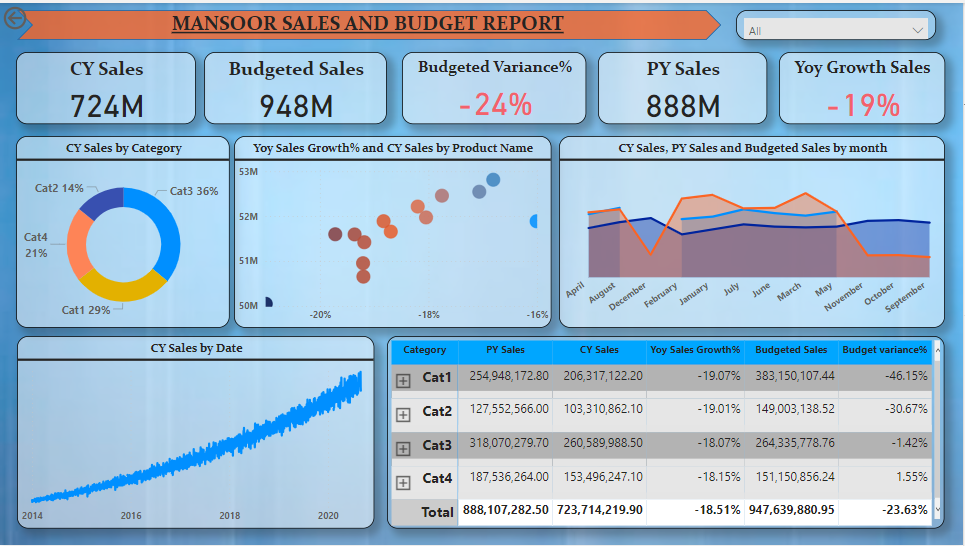 MANSOOR SALES AND BUDGET REPORT
All
CY Sales
724M
Budgeted Sales
948M
Budgeted Variance%
-24%
PY Sales
888M
Yoy Growth Sales
-19%
CY Sales by Category
Cat2 14%
Cat3 36%
Cat4
21%
Cat1 29%
Yoy Sales Growth% and CY Sales by Product Name
53M
52M
51M
50M
-20%
-18%
-16%
CY Sales, PY Sales and Budgeted Sales by month
April
August
December
February
January
July
June
March
May
November
October
September
CY Sales by Date
2014
2016
2018
2020
Category PY Sales CY Sales Yoy Sales Growth% Budgeted Sales Budget variance%
Cat1 254,948,172.80 206,317,122.20 -19.07% 383,150,107.44 -46.15%
Cat2 127,552,566.00 103,310,862.10 -19.01% 149,003,138.52 -30.67%
Cat3 318,070,279.70 260,589,988.50 -18.07% 264,335,778.76 -1.42%
Cat4 187,536,264.00 153,496,247.10 -18.15% 151,150,856.24 1.55%
Total 888,107,282.50 723,714,219.90 -18.51% 947,639,880.95 -23.63%